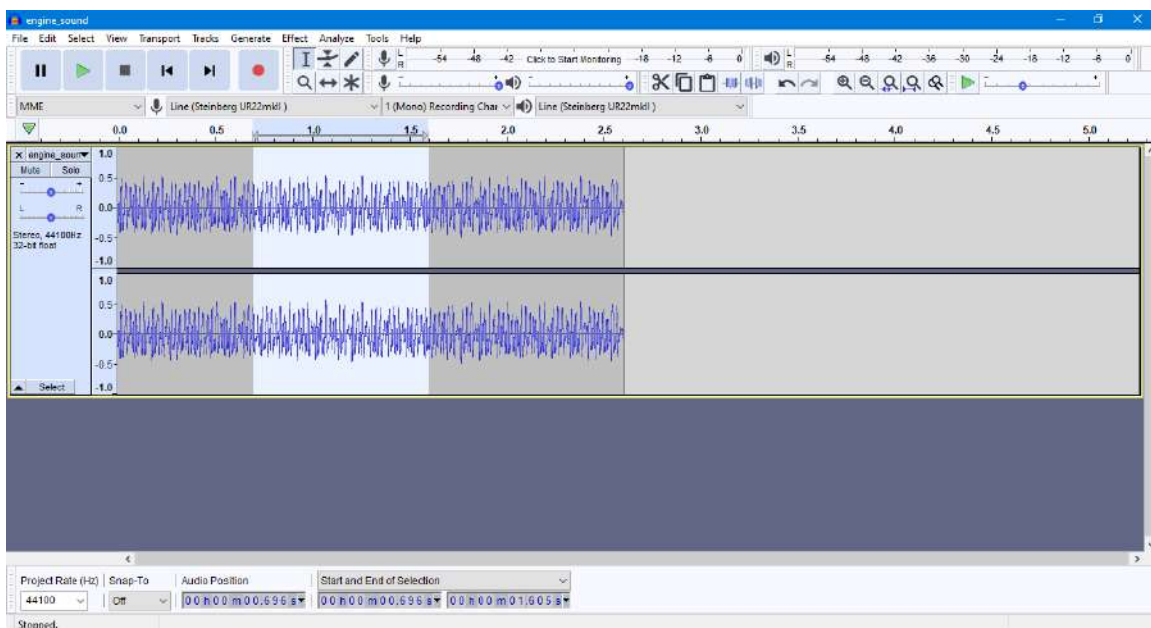 engine_sound
File Edit Select View Transport Tracks Generate Effect Analyze Tools Help
L -54 -48 -42 Click to Start Monitoring -18 -12 -6 0 L -54 -48 -42 -36 -30 -24 -18 -12 -6 0
R R
MME Line (Steinberg UR22mkII ) 1 (Mono) Recording Chai Line (Steinberg UR22mkII )
0.0 0.5 1.0 1.5 2.0 2.5 3.0 3.5 4.0 4.5 5.0
X engine_soun 1.0
Mute Solo 0.5
- +
L R 0.0
Stereo, 44100Hz -0.5
32-bit float
-1.0
1.0
0.5
0.0
-0.5
Select -1.0
Project Rate (Hz) Snap-To Audio Position Start and End of Selection
44100 Off 00 h 00 m 00.696 s 00 h 00 m 00.696 s 00 h 00 m 01.605 s
Stopped.